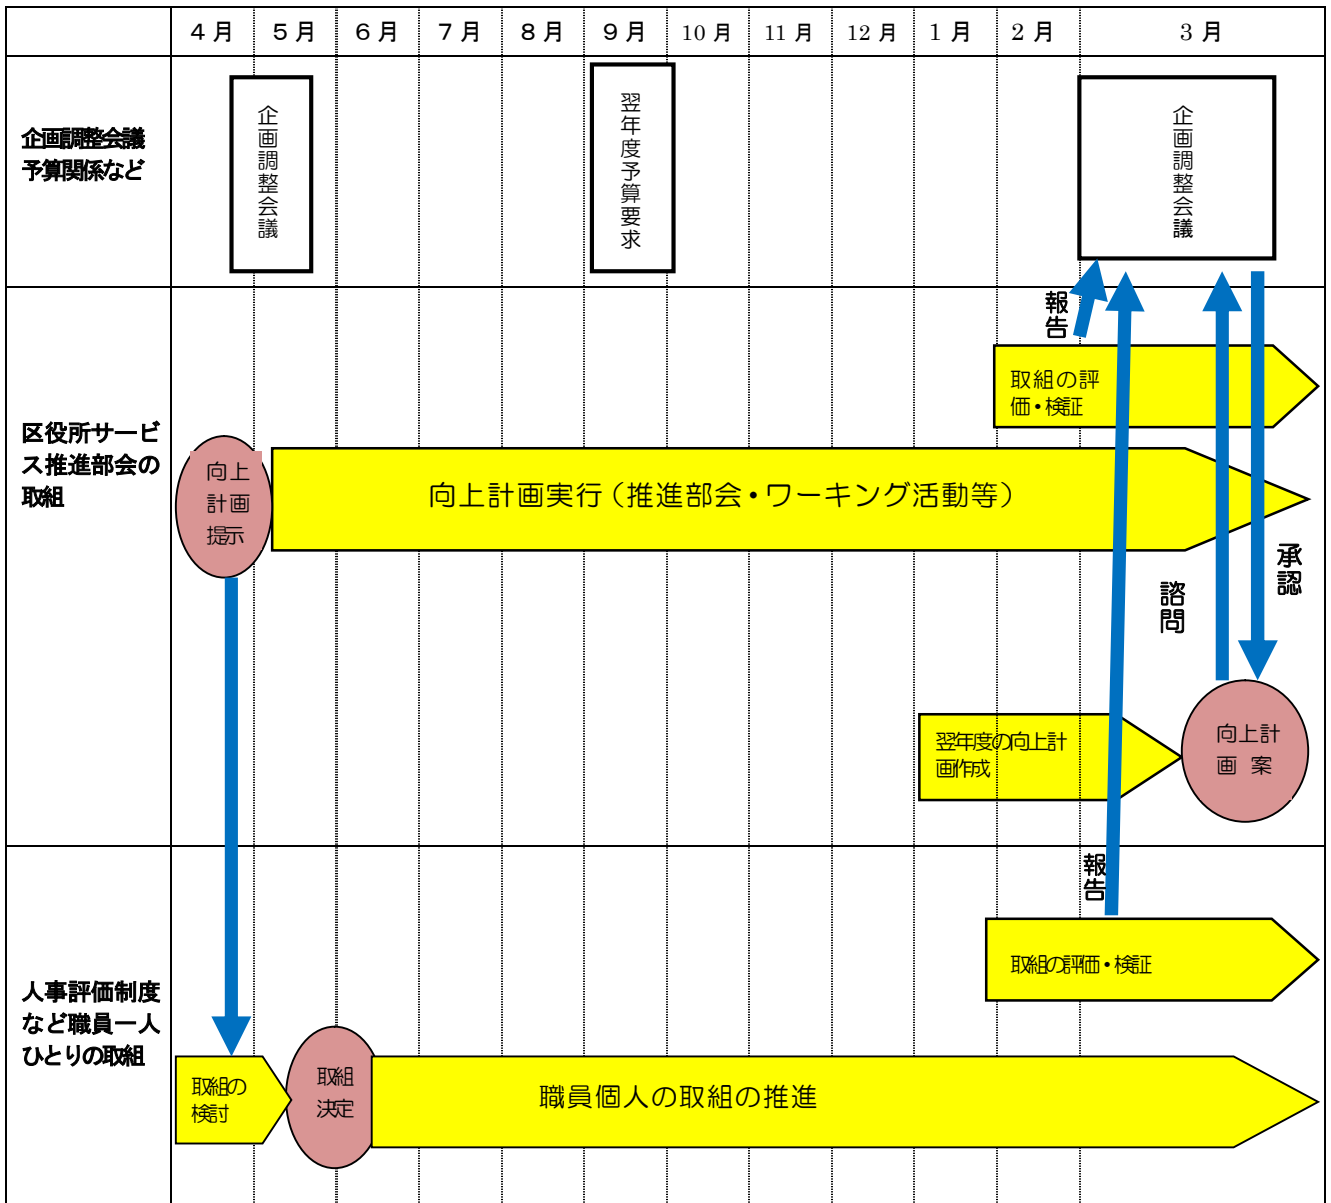 ４月
５月
６月
７月
８月
９月
10 月
11 月
12 月
1 月
2 月
3 月
企画調整会議
予算関係など
企画調整会議
翌年度予算要求
企画調整会議
報告
区役所サービ
ス推進部会の
取組
取組の評
価・検証
向上
計画
提示
向上計画実行（推進部会・ワーキング活動等）
承認
諮問
翌年度の向上計
画作成
向上計
画 案
人事評価制度
など職員一人
ひとりの取組
報告
取組の評価・検証
取組の
検討
取組
決定
職員個人の取組の推進